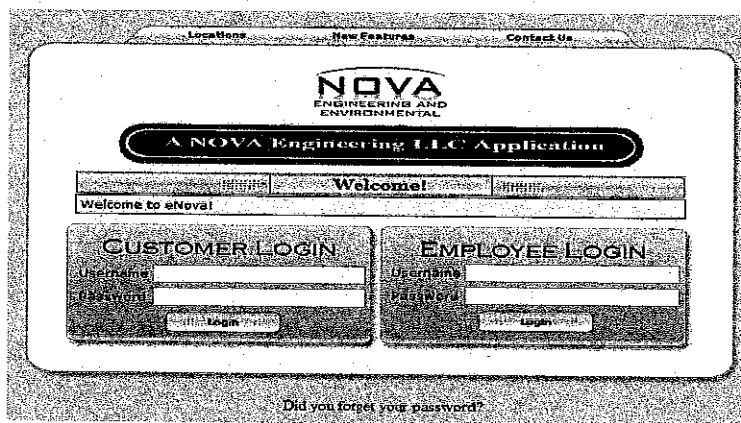 Locations New Features Contact Us
NOVA
ENGINEERING AND
ENVIRONMENTAL
A NOVA Engineering LLC Application
Welcome!
Welcome to eNova!
CUSTOMER LOGIN EMPLOYEE LOGIN
Username Username
Password Password
Login Login
Did you forget your password?